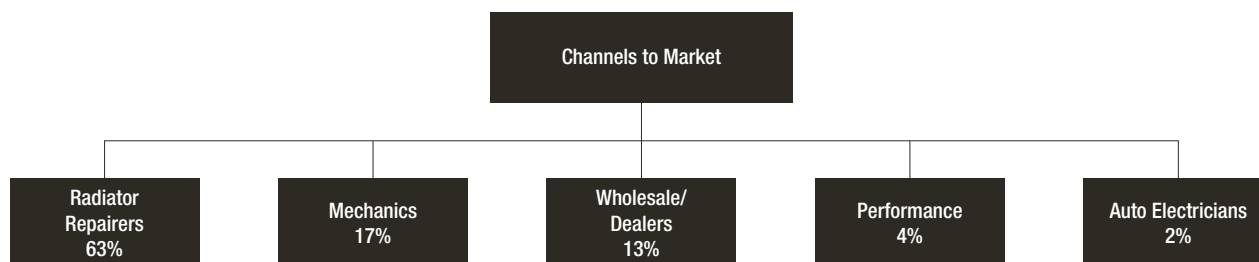 Channels to Market
Radiator
Repairers
63%
Mechanics
17%
Wholesale/
Dealers
13%
Performance
4%
Auto Electricians
2%